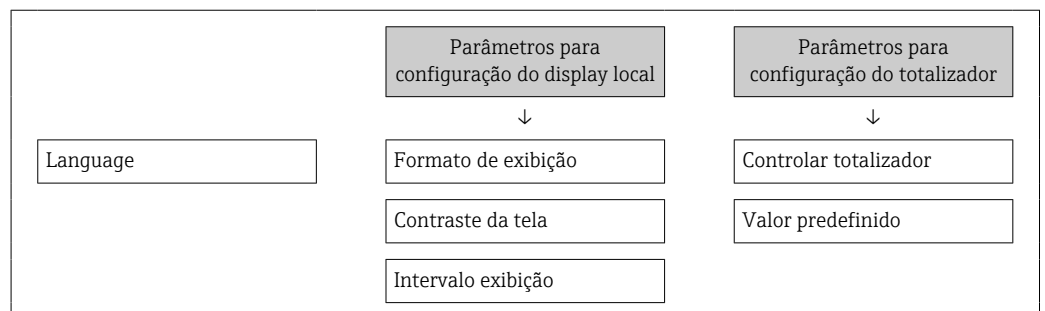 Parâmetros para
configuração do display local
Parâmetros para
configuração do totalizador
↓
↓
Language
Formato de exibição
Controlar totalizador
Contraste da tela
Valor predefinido
Intervalo exibição